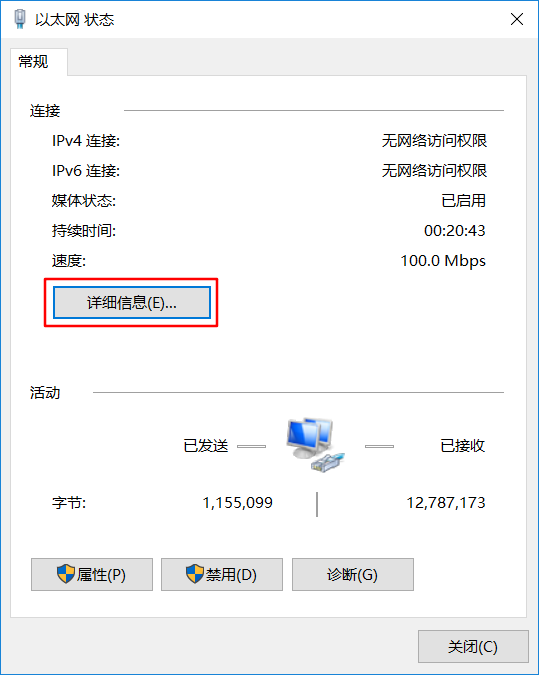 以太网 状态
常规
连接
IPv4 连接: 无网络访问权限
IPv6 连接: 无网络访问权限
媒体状态: 已启用
持续时间: 00:20:43
速度: 100.0 Mbps
详细信息(E)...
活动
已发送 已接收
字节: 1,155,099 12,787,173
属性(P) 禁用(D) 诊断(G)
关闭(C)